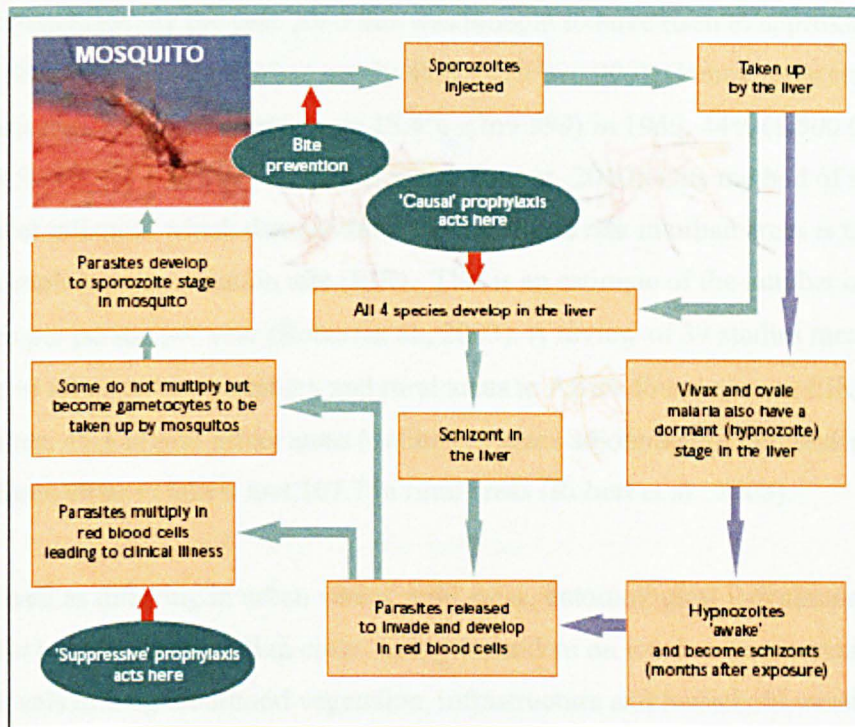 MOSQUITO
Sporozoites
injected
Taken up
by the liver
Bite
prevention
'Causal' prophylaxis
acts here
Parasites develop
to sporozoite stage
in mosquito
All 4 species develop in the liver
Some do not multiply but
become gametocytes to be
taken up by mosquitos
Schizont in
the liver
Vivax and ovale
malaria also have a
dormant (hypnozoite)
stage in the liver
Parasites multiply in
red blood cells
leading to clinical illness
Parasites released
to invade and develop
in red blood cells
Hypnozoites
'awake'
and become schizonts
(months after exposure)
'Suppressive' prophylaxis
acts here